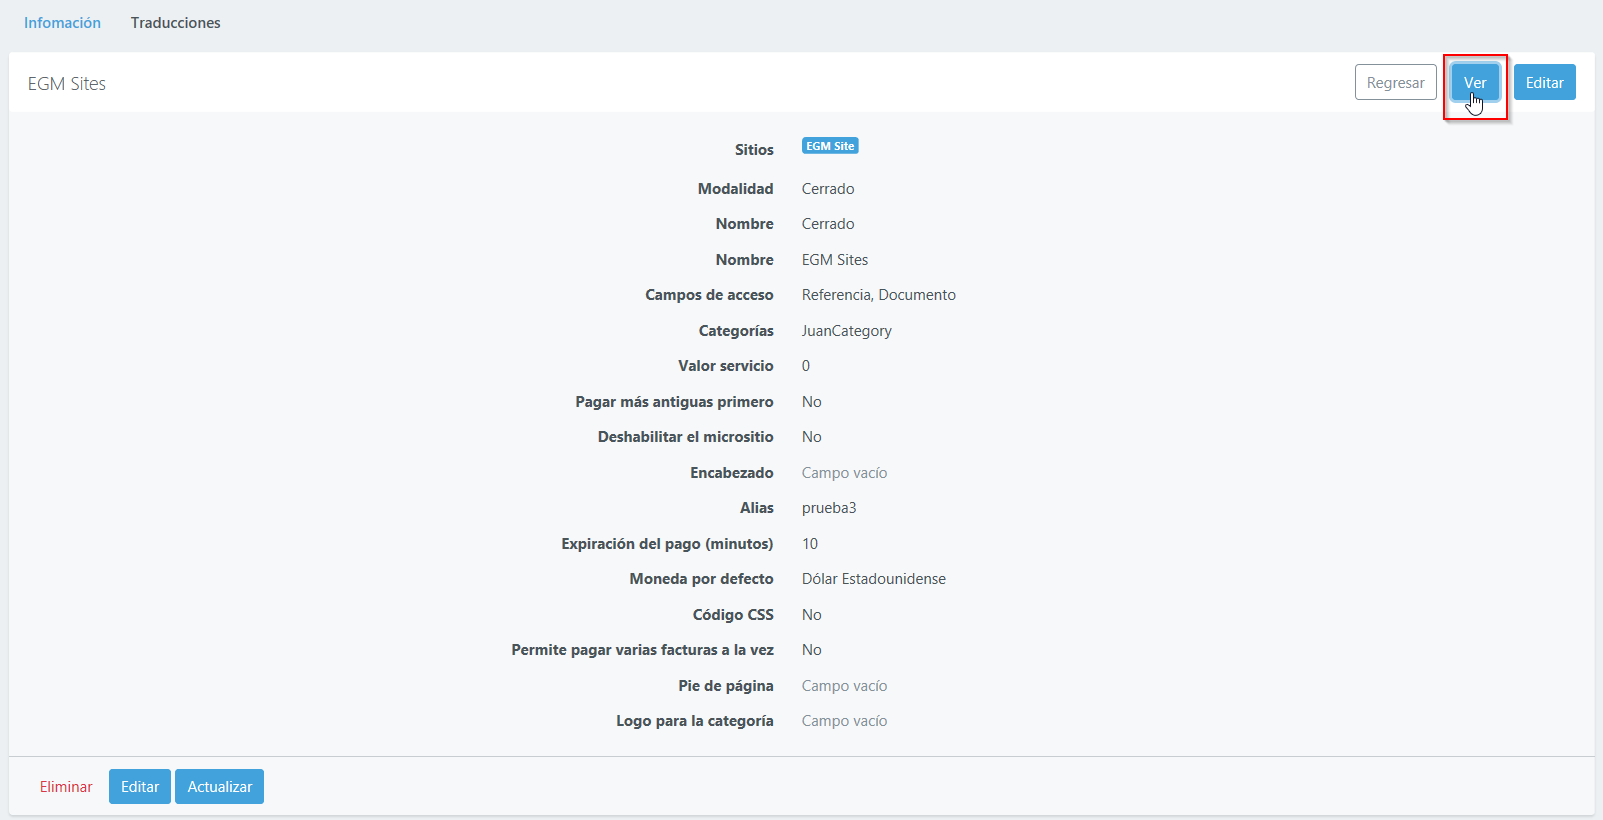 Infomación Traducciones
EGM Sites Regresar Ver Editar
Sitios EGM Site
Modalidad Cerrado
Nombre Cerrado
Nombre EGM Sites
Campos de acceso Referencia, Documento
Categorías JuanCategory
Valor servicio 0
Pagar más antiguas primero No
Deshabilitar el micrositio No
Encabezado Campo vacío
Alias prueba3
Expiración del pago (minutos) 10
Moneda por defecto Dólar Estadounidense
Código CSS No
Permite pagar varias facturas a la vez No
Pie de página Campo vacío
Logo para la categoría Campo vacío
Eliminar Editar Actualizar